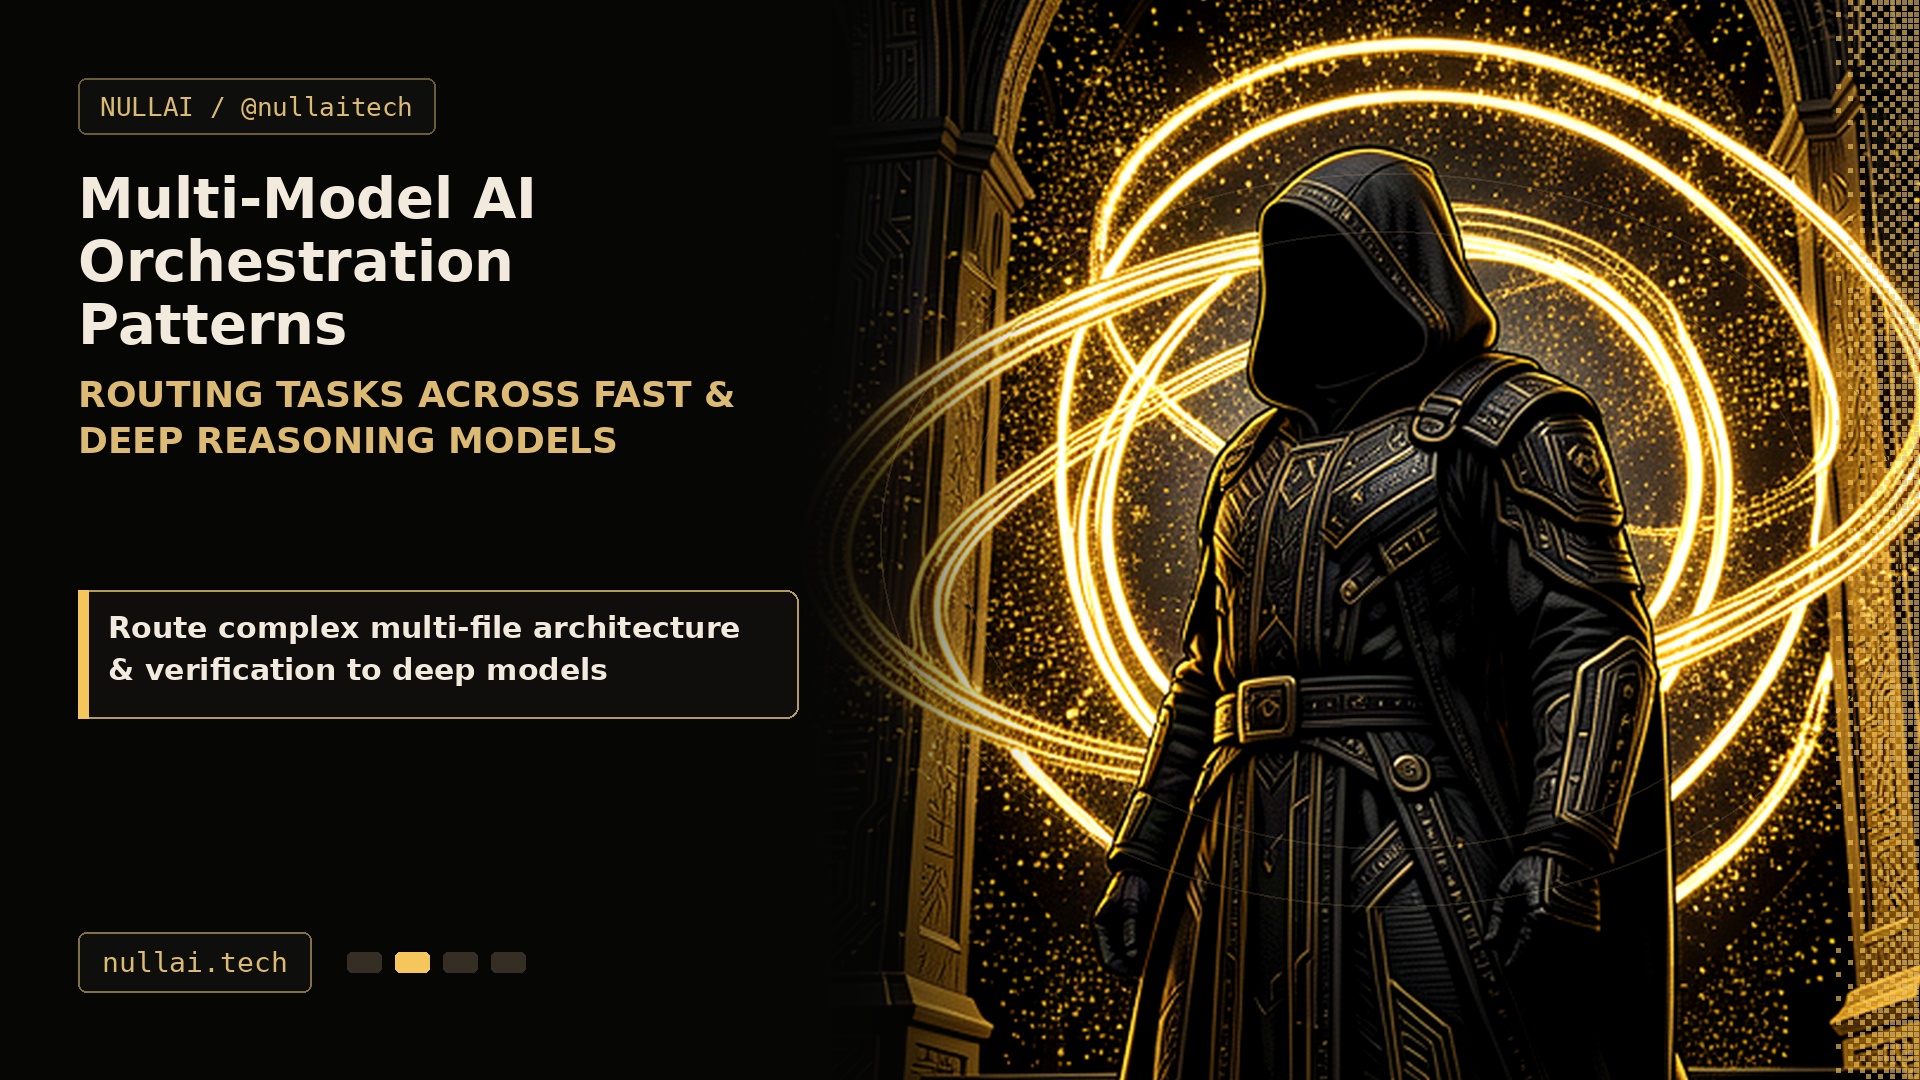 NULLAI / @nullaitech
Multi-Model AI
Orchestration
Patterns
ROUTING TASKS ACROSS FAST &
DEEP REASONING MODELS
Route complex multi-file architecture
& verification to deep models
nullai.tech